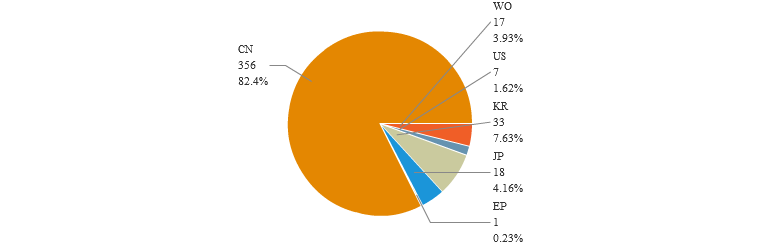 CN
356
82.4%
WO
17
3.93%
US
7
1.62%
KR
33
7.63%
JP
18
4.16%
EP
1
0.23%